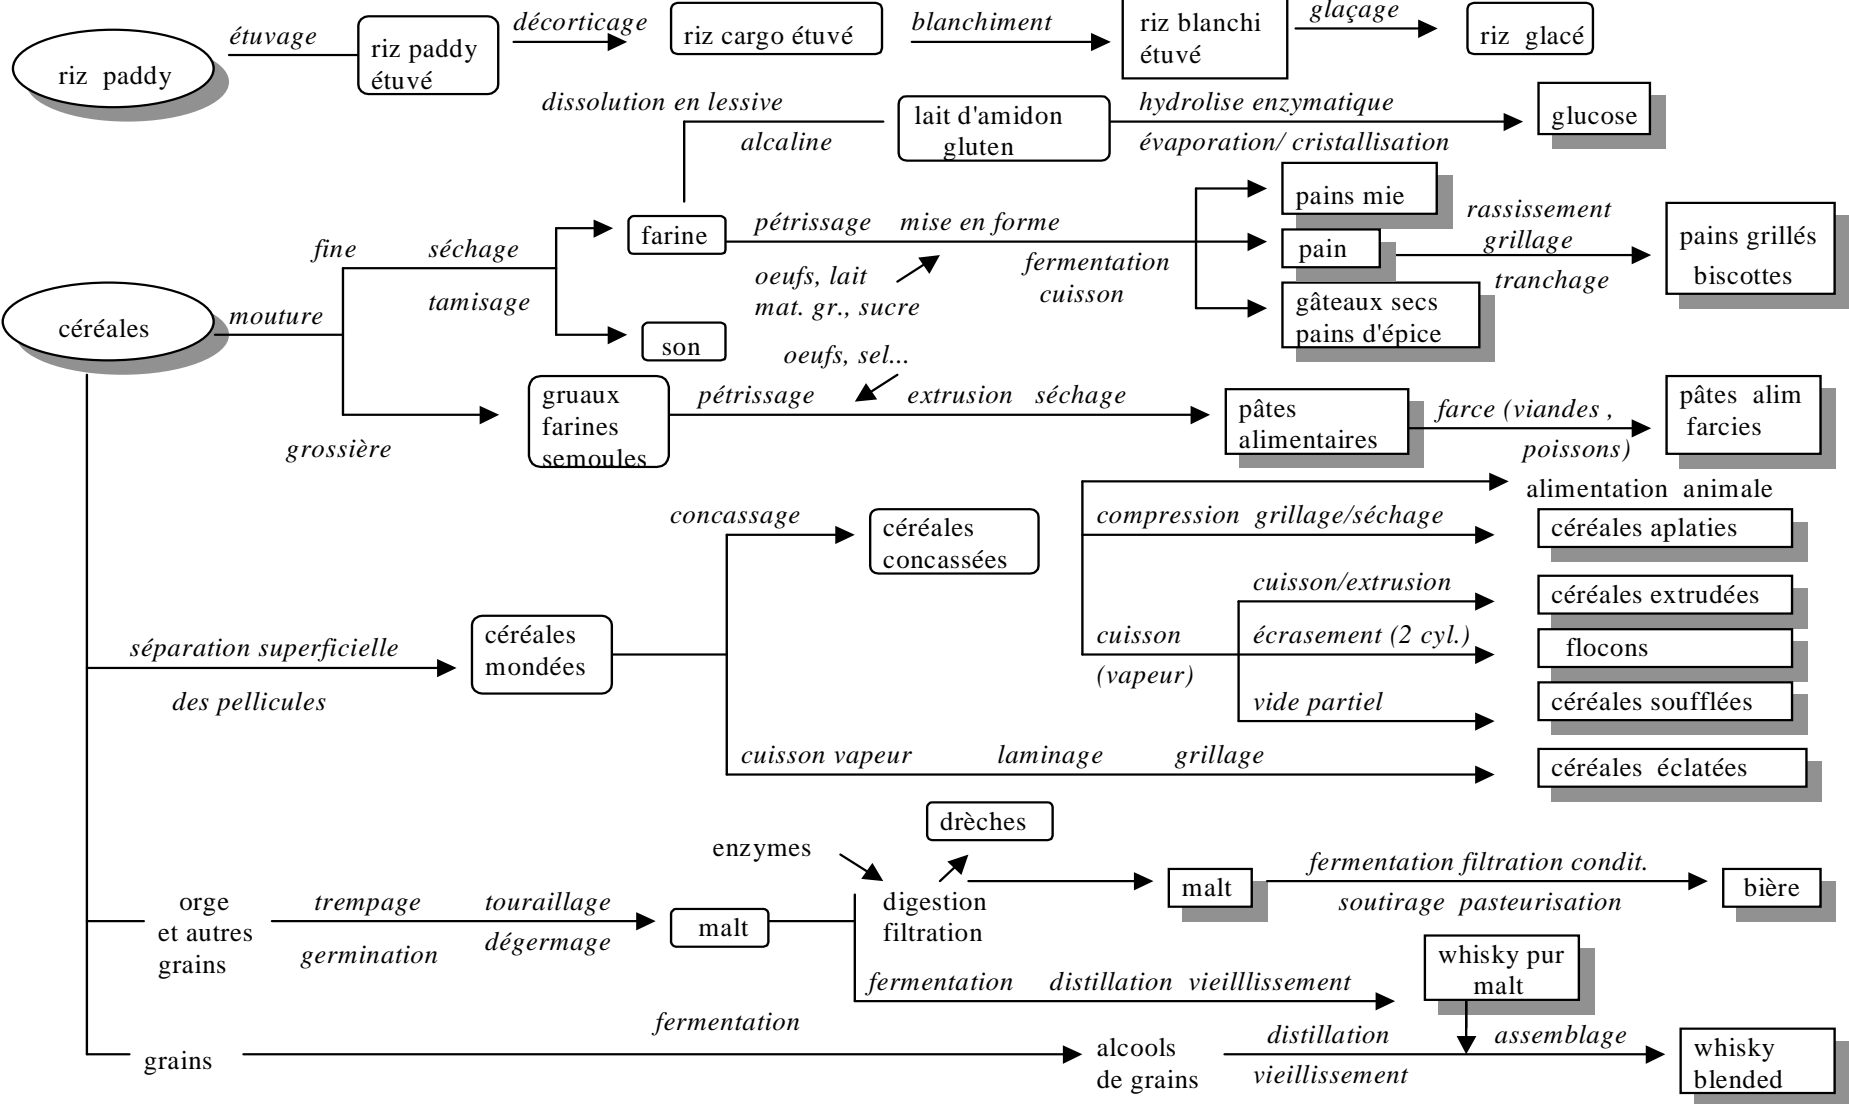 riz paddy
étuvage
riz paddy
étuvé
décorticage
riz cargo étuvé
blanchiment
riz blanchi
étuvé
glaçage
riz glacé
dissolution en lessive
alcaline
lait d'amidon
gluten
hydrolise enzymatique
évaporation/ cristallisation
glucose
céréales
mouture
fine
séchage
tamisage
farine
son
pétrissage mise en forme
oeufs, lait
mat. gr., sucre
fermentation
cuisson
pains mie
pain
gâteaux secs
pains d'épice
rassissement
grillage
tranchage
pains grillés
biscottes
grossière
gruaux
farines
semoules
oeufs, sel...
pétrissage
extrusion séchage
pâtes
alimentaires
farce (viandes ,
poissons)
pâtes alim
farcies
séparation superficielle
des pellicules
céréales
mondées
concassage
céréales
concassées
alimentation animale
compression grillage/séchage
céréales aplaties
cuisson
(vapeur)
cuisson/extrusion
céréales extrudées
écrasement (2 cyl.)
flocons
vide partiel
céréales soufflées
cuisson vapeur laminage grillage
céréales éclatées
orge
et autres
grains
trempage
germination
touraillage
dégermage
malt
enzymes
drèches
digestion
filtration
malt
fermentation filtration condit.
soutirage pasteurisation
bière
fermentation distillation vieilllissement
whisky pur
malt
grains
fermentation
alcools
de grains
distillation
vieillissement
assemblage
whisky
blended